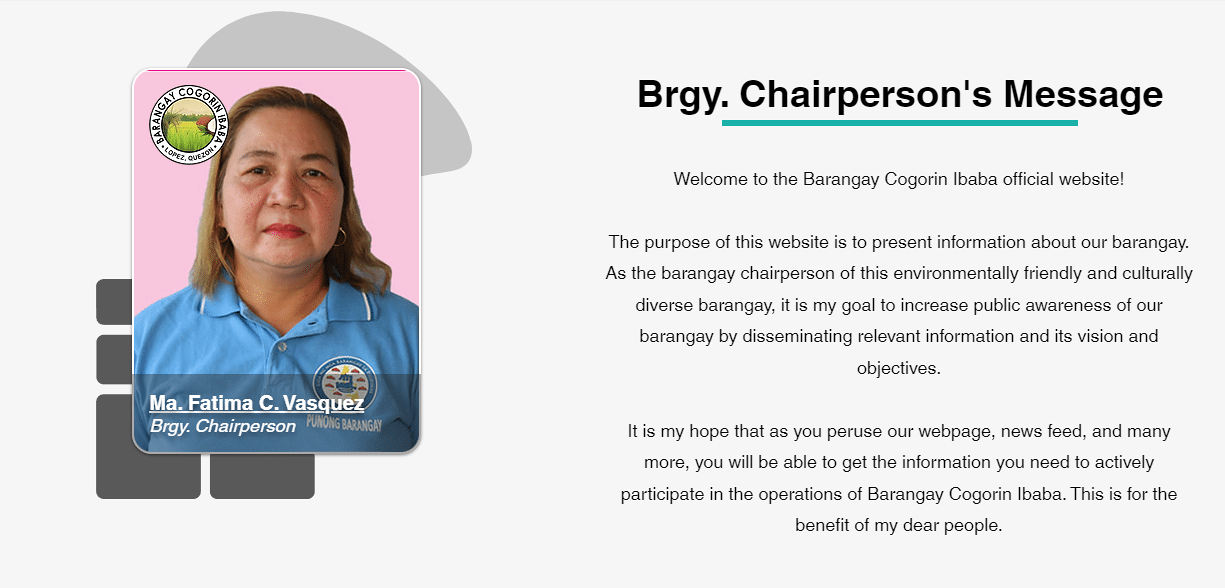 BARANGAY COGORIN IBABA
LOPEZ, QUEZON
PUNONG BARANGAY
Ma. Fatima C. Vasquez
Brgy. Chairperson
Brgy. Chairperson's Message
Welcome to the Barangay Cogorin Ibaba official website!
The purpose of this website is to present information about our barangay.
As the barangay chairperson of this environmentally friendly and culturally
diverse barangay, it is my goal to increase public awareness of our
barangay by disseminating relevant information and its vision and
objectives.
It is my hope that as you peruse our webpage, news feed, and many
more, you will be able to get the information you need to actively
participate in the operations of Barangay Cogorin Ibaba. This is for the
benefit of my dear people.